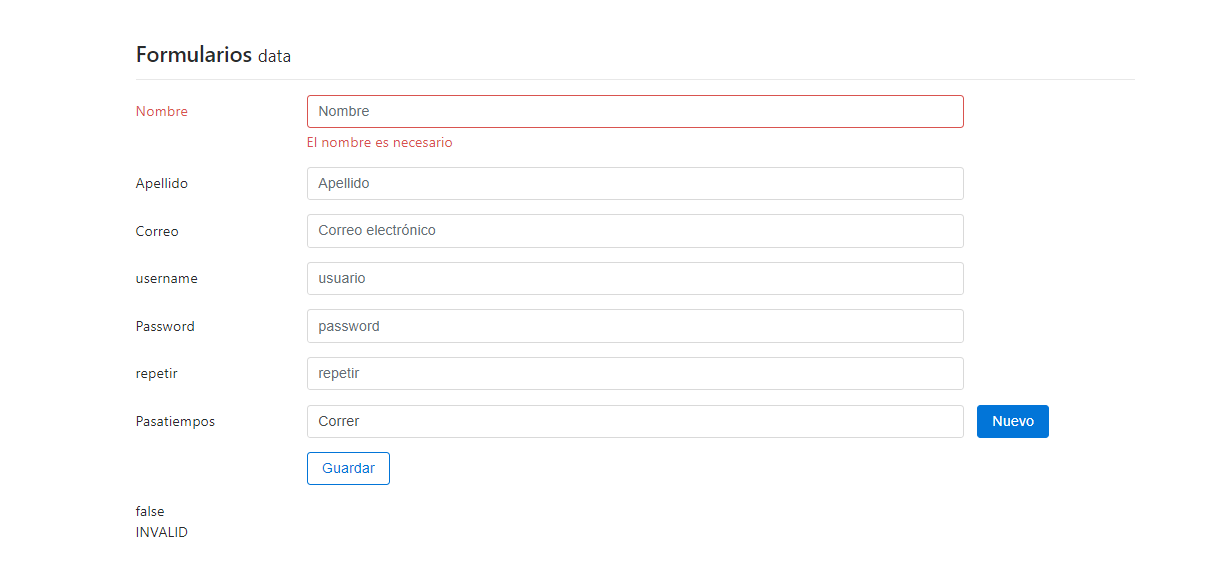 Formularios data
Nombre Nombre
El nombre es necesario
Apellido Apellido
Correo Correo electrónico
username usuario
Password password
repetir repetir
Pasatiempos Correr Nuevo
Guardar
false
INVALID